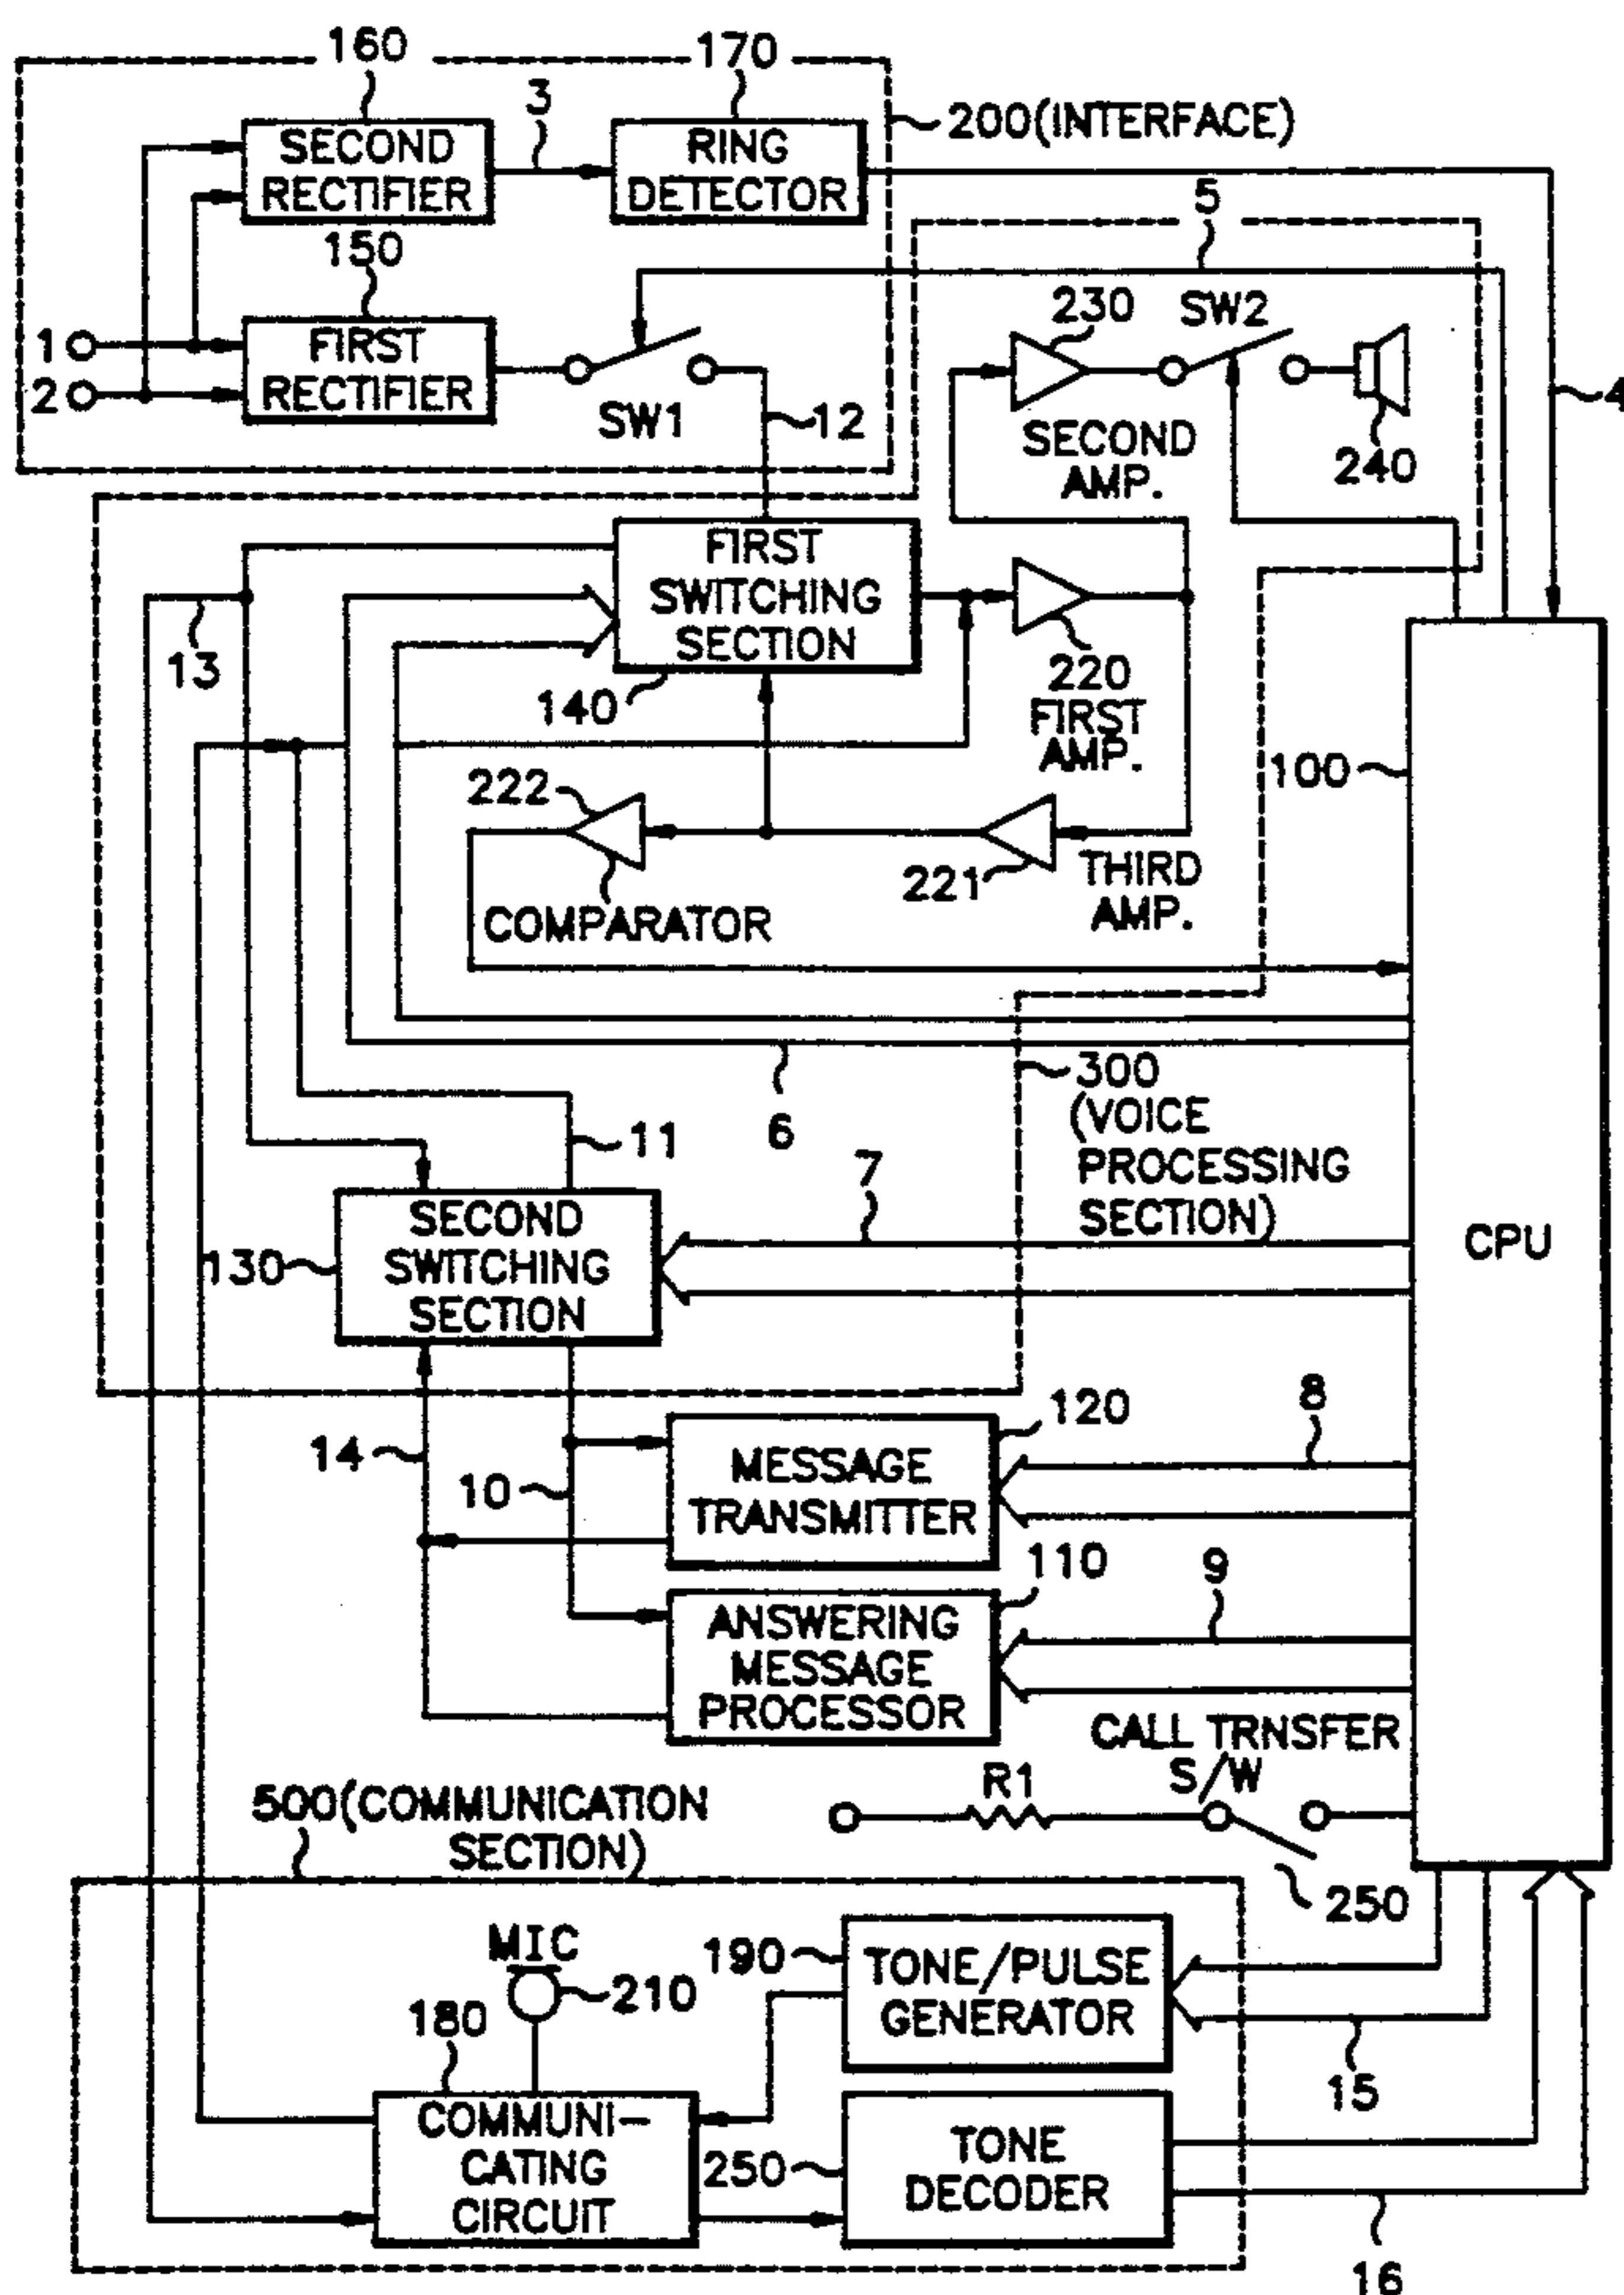 160
170
3
200(INTERFACE)
SECOND
RECTIFIER
RING
DETECTOR
5
150
230
SW2
1
FIRST
RECTIFIER
2
SW1
12
4
SECOND
AMP.
240
FIRST
SWITCHING
SECTION
13
140
220
FIRST
AMP.
100
222
221
THIRD
AMP.
COMPARATOR
300
(VOICE
PROCESSING
SECTION)
6
11
7
SECOND
SWITCHING
SECTION
130
CPU
8
120
14
10
MESSAGE
TRANSMITTER
110
9
ANSWERING
MESSAGE
PROCESSOR
CALL TRNSFER
S/W
R1
500(COMMUNICATION
SECTION)
250
MIC
210
190
TONE/PULSE
GENERATOR
180
15
COMMUNI-
CATING
CIRCUIT
250
TONE
DECODER
16